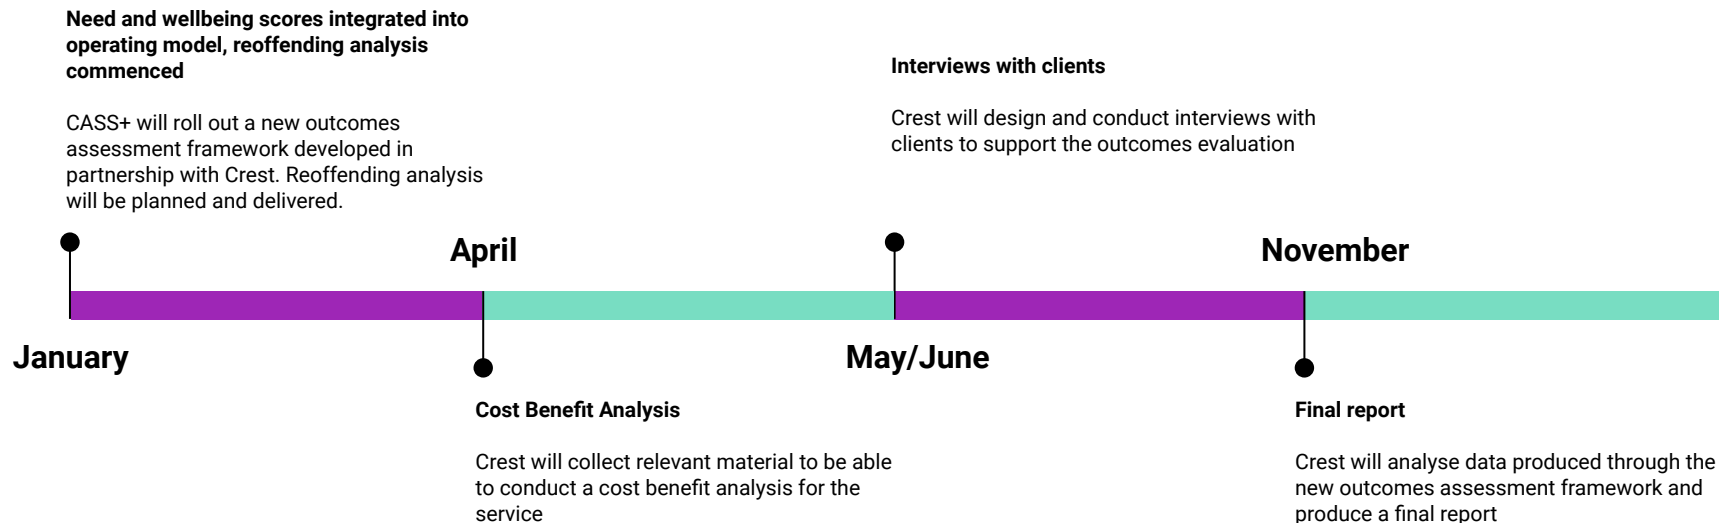 Need and wellbeing scores integrated into
operating model, reoffending analysis
commenced
CASS+ will roll out a new outcomes
assessment framework developed in
partnership with Crest. Reoffending analysis
will be planned and delivered.
Interviews with clients
Crest will design and conduct interviews with
clients to support the outcomes evaluation
April
November
January
May/June
Cost Benefit Analysis
Crest will collect relevant material to be able
to conduct a cost benefit analysis for the
service
Final report
Crest will analyse data produced through the
new outcomes assessment framework and
produce a final report